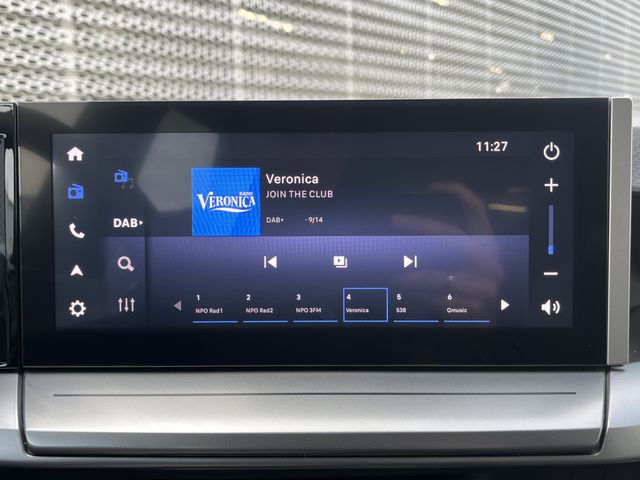 11:27
Veronica
JOIN THE CLUB
RADIO
VERONICA
DAB+
- 9/14
DAB
1
2
3
4
5
6
NPO Rad1
NPO Rad2
NPO 3FM
Veronica
538
Qmusic